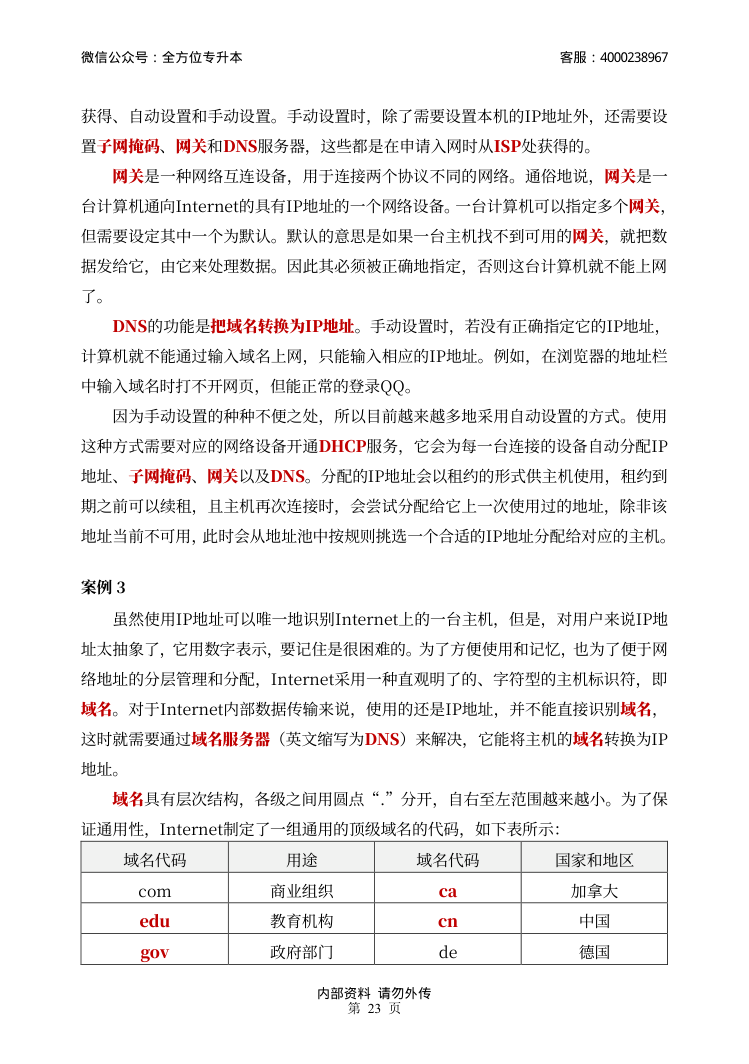 微信公众号：全方位专升本 客服：4000238967
获得、自动设置和手动设置。手动设置时，除了需要设置本机的IP地址外，还需要设
置子网掩码、网关和DNS服务器，这些都是在申请入网时从ISP处获得的。
网关是一种网络互连设备，用于连接两个协议不同的网络。通俗地说，网关是一
台计算机通向Internet的具有IP地址的一个网络设备。一台计算机可以指定多个网关，
但需要设定其中一个为默认。默认的意思是如果一台主机找不到可用的网关，就把数
据发给它，由它来处理数据。因此其必须被正确地指定，否则这台计算机就不能上网
了。
DNS的功能是把域名转换为IP地址。手动设置时，若没有正确指定它的IP地址，
计算机就不能通过输入域名上网，只能输入相应的IP地址。例如，在浏览器的地址栏
中输入域名时打不开网页，但能正常的登录QQ。
因为手动设置的种种不便之处，所以目前越来越多地采用自动设置的方式。使用
这种方式需要对应的网络设备开通DHCP服务，它会为每一台连接的设备自动分配IP
地址、子网掩码、网关以及DNS。分配的IP地址会以租约的形式供主机使用，租约到
期之前可以续租，且主机再次连接时，会尝试分配给它上一次使用过的地址，除非该
地址当前不可用，此时会从地址池中按规则挑选一个合适的IP地址分配给对应的主机。
案例 3
虽然使用IP地址可以唯一地识别Internet上的一台主机，但是，对用户来说IP地
址太抽象了，它用数字表示，要记住是很困难的。为了方便使用和记忆，也为了便于网
络地址的分层管理和分配，Internet采用一种直观明了的、字符型的主机标识符，即
域名。对于Internet内部数据传输来说，使用的还是IP地址，并不能直接识别域名，
这时就需要通过域名服务器（英文缩写为DNS）来解决，它能将主机的域名转换为IP
地址。
域名具有层次结构，各级之间用圆点“.”分开，自右至左范围越来越小。为了保
证通用性，Internet制定了一组通用的顶级域名的代码，如下表所示：
域名代码 用途 域名代码 国家和地区
com 商业组织 ca 加拿大
edu 教育机构 cn 中国
gov 政府部门 de 德国
内部资料 请勿外传
第 23 页